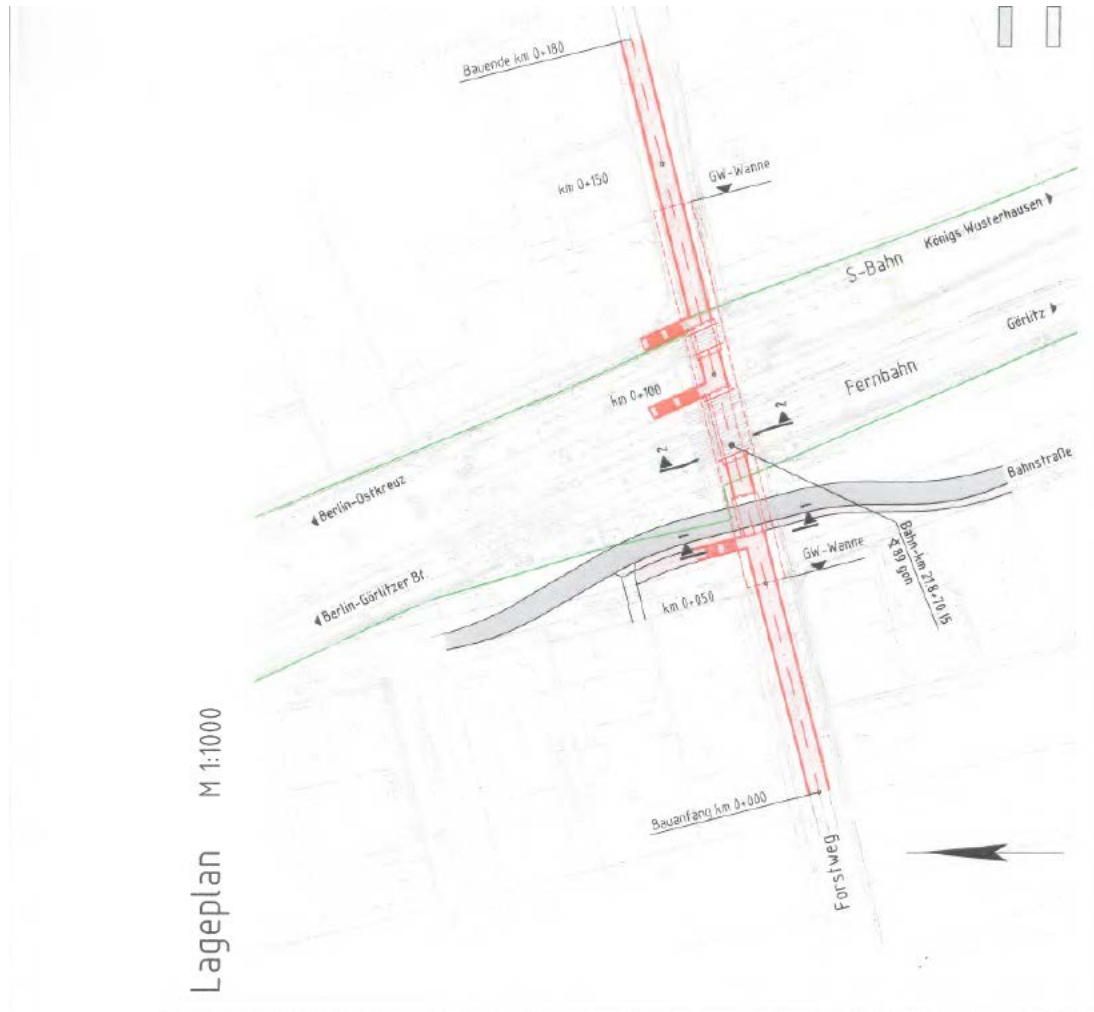 Bauende km 0+180
km 0+150
GW-Wanne
Königs Wusterhausen
S-Bahn
Görlitz
Fernbahn
km 0+100
2
2
Berlin-Ostkreuz
Bahnstraße
1
1
GW-Wanne
Bahn-km 21.8+70.15
89 gon
Berlin-Görlitzer Bf.
km 0+050
Lageplan M 1:1000
Bauanfang km 0+000
Forstweg